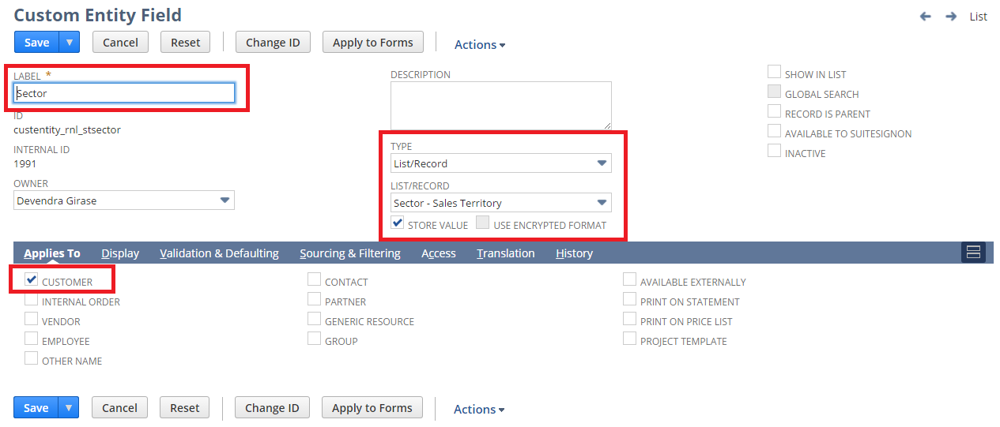 Custom Entity Field
List
Save
Cancel
Reset
Change ID
Apply to Forms
Actions
LABEL *
Sector
ID
custentity_rnl_stsector
INTERNAL ID
1991
OWNER
Devendra Girase
DESCRIPTION
TYPE
List/Record
LIST/RECORD
Sector - Sales Territory
STORE VALUE
USE ENCRYPTED FORMAT
SHOW IN LIST
GLOBAL SEARCH
RECORD IS PARENT
AVAILABLE TO SUITESIGNON
INACTIVE
Applies To
Display
Validation & Defaulting
Sourcing & Filtering
Access
Translation
History
CUSTOMER
INTERNAL ORDER
VENDOR
EMPLOYEE
OTHER NAME
CONTACT
PARTNER
GENERIC RESOURCE
GROUP
AVAILABLE EXTERNALLY
PRINT ON STATEMENT
PRINT ON PRICE LIST
PROJECT TEMPLATE
Save
Cancel
Reset
Change ID
Apply to Forms
Actions